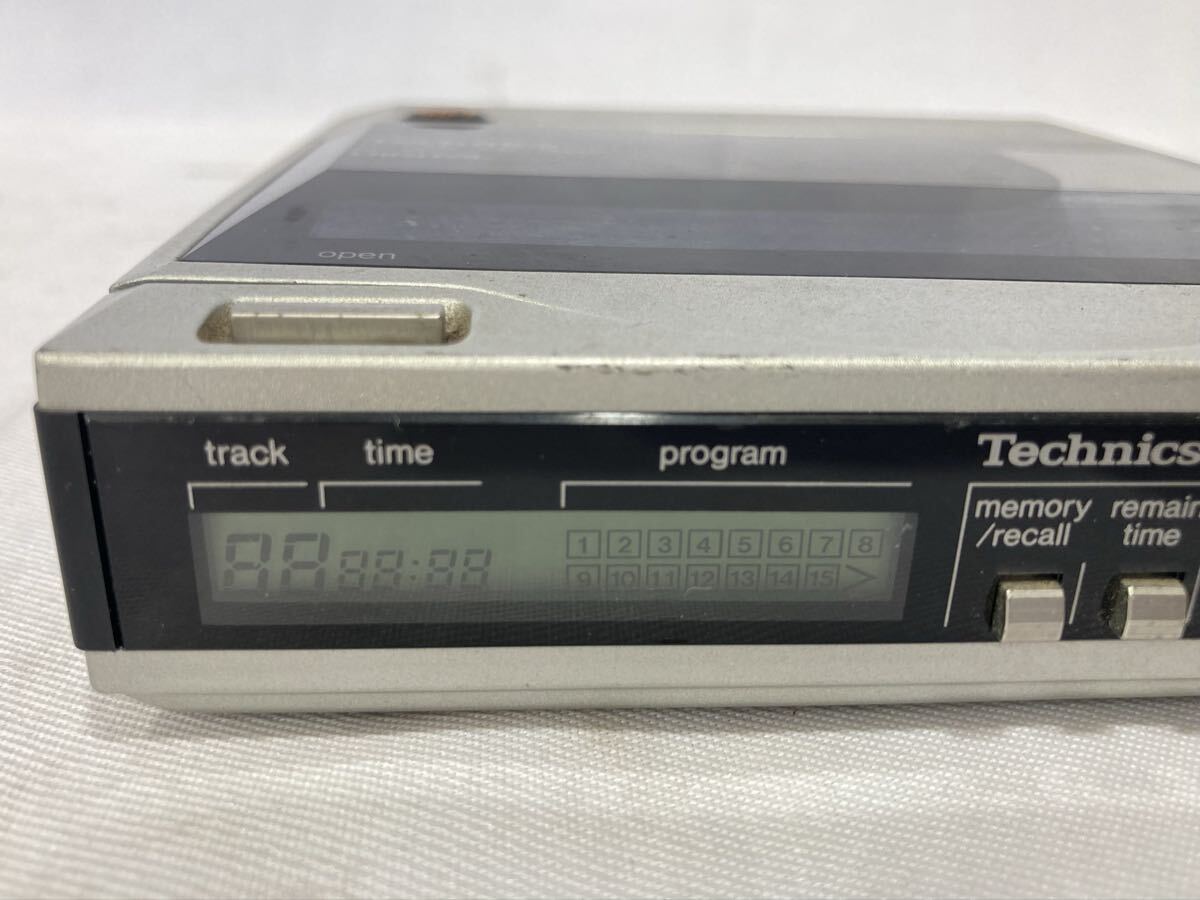 open
track time program
Technics
memory
/recall
remain
time
1 2 3 4 5 6 7 8
88 88:88
9 10 11 12 13 14 15 >